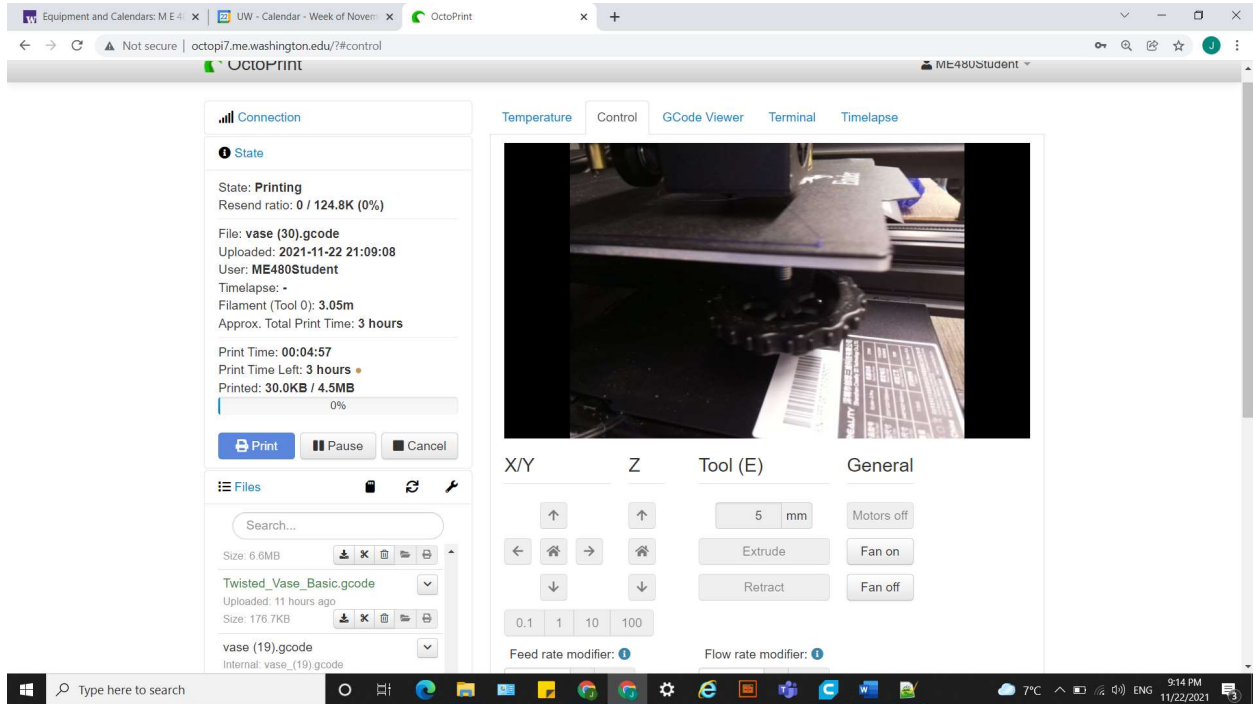 Equipment and Calendars: M E 4
UW - Calendar - Week of Novem
OctoPrint
Not secure | octopi7.me.washington.edu/?#control
OctoPrint
ME480Student
Connection
State
State: Printing
Resend ratio: 0 / 124.8K (0%)
File: vase (30).gcode
Uploaded: 2021-11-22 21:09:08
User: ME480Student
Timelapse: -
Filament (Tool 0): 3.05m
Approx. Total Print Time: 3 hours
Print Time: 00:04:57
Print Time Left: 3 hours
Printed: 30.0KB / 4.5MB
0%
Print
Pause
Cancel
Files
Search...
Size: 6.6MB
Twisted_Vase_Basic.gcode
Uploaded: 11 hours ago
Size: 176.7KB
vase (19).gcode
Internal: vase_(19).gcode
Temperature
Control
GCode Viewer
Terminal
Timelapse
X/Y
Z
Tool (E)
General
5 mm
Motors off
Extrude
Fan on
Retract
Fan off
0.1 1 10 100
Feed rate modifier:
Flow rate modifier:
Type here to search
7°C
ENG
9:14 PM
11/22/2021
3